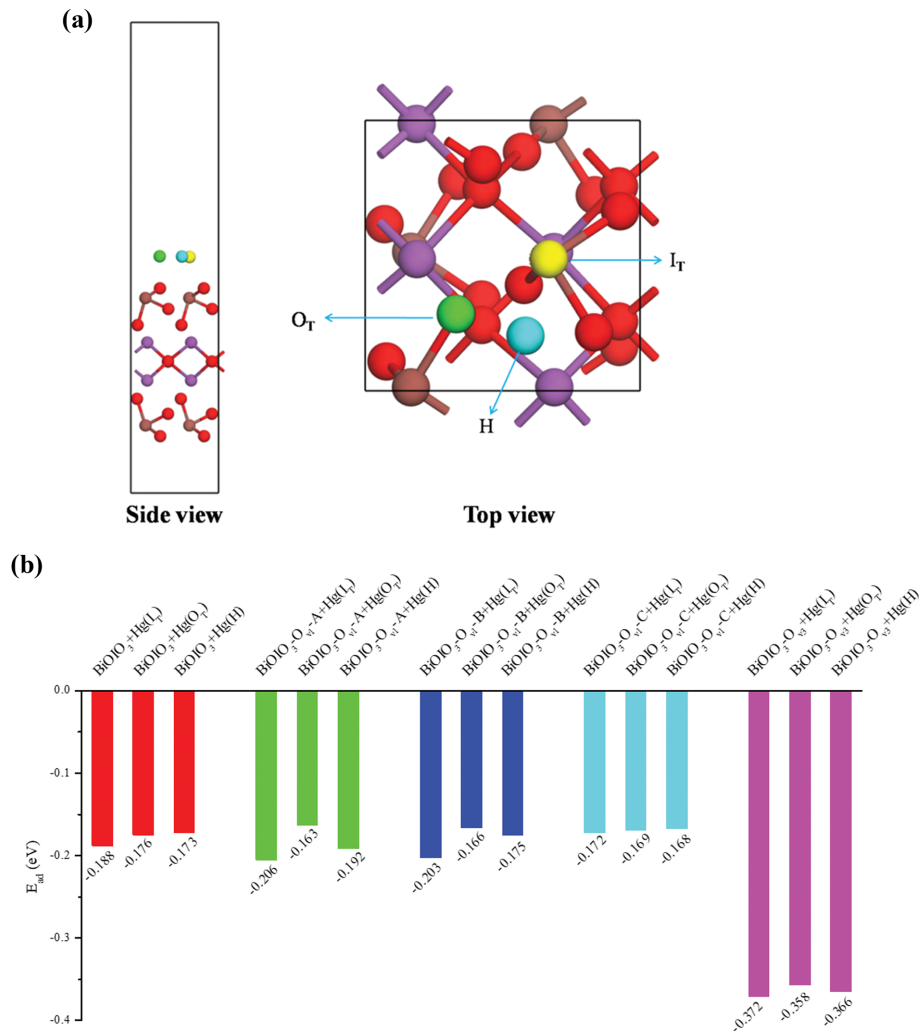 (a)
I_T
O_T
H
Side view
Top view
(b)
BiOIO_3+Hg(I_T)
BiOIO_3+Hg(O_T)
BiOIO_3+Hg(H)
BiOIO_3-O_v1-A+Hg(I_T)
BiOIO_3-O_v1-A+Hg(O_T)
BiOIO_3-O_v1-A+Hg(H)
BiOIO_3-O_v1-B+Hg(I_T)
BiOIO_3-O_v1-B+Hg(O_T)
BiOIO_3-O_v1-B+Hg(H)
BiOIO_3-O_v1-C+Hg(I_T)
BiOIO_3-O_v1-C+Hg(O_T)
BiOIO_3-O_v1-C+Hg(H)
BiOIO_3-O_v3+Hg(I_T)
BiOIO_3-O_v3+Hg(O_T)
BiOIO_3-O_v3+Hg(H)
0.0
-0.1
-0.2
-0.3
-0.4
E_ad (eV)
-0.188
-0.176
-0.173
-0.206
-0.163
-0.192
-0.203
-0.166
-0.175
-0.172
-0.169
-0.168
-0.372
-0.358
-0.366